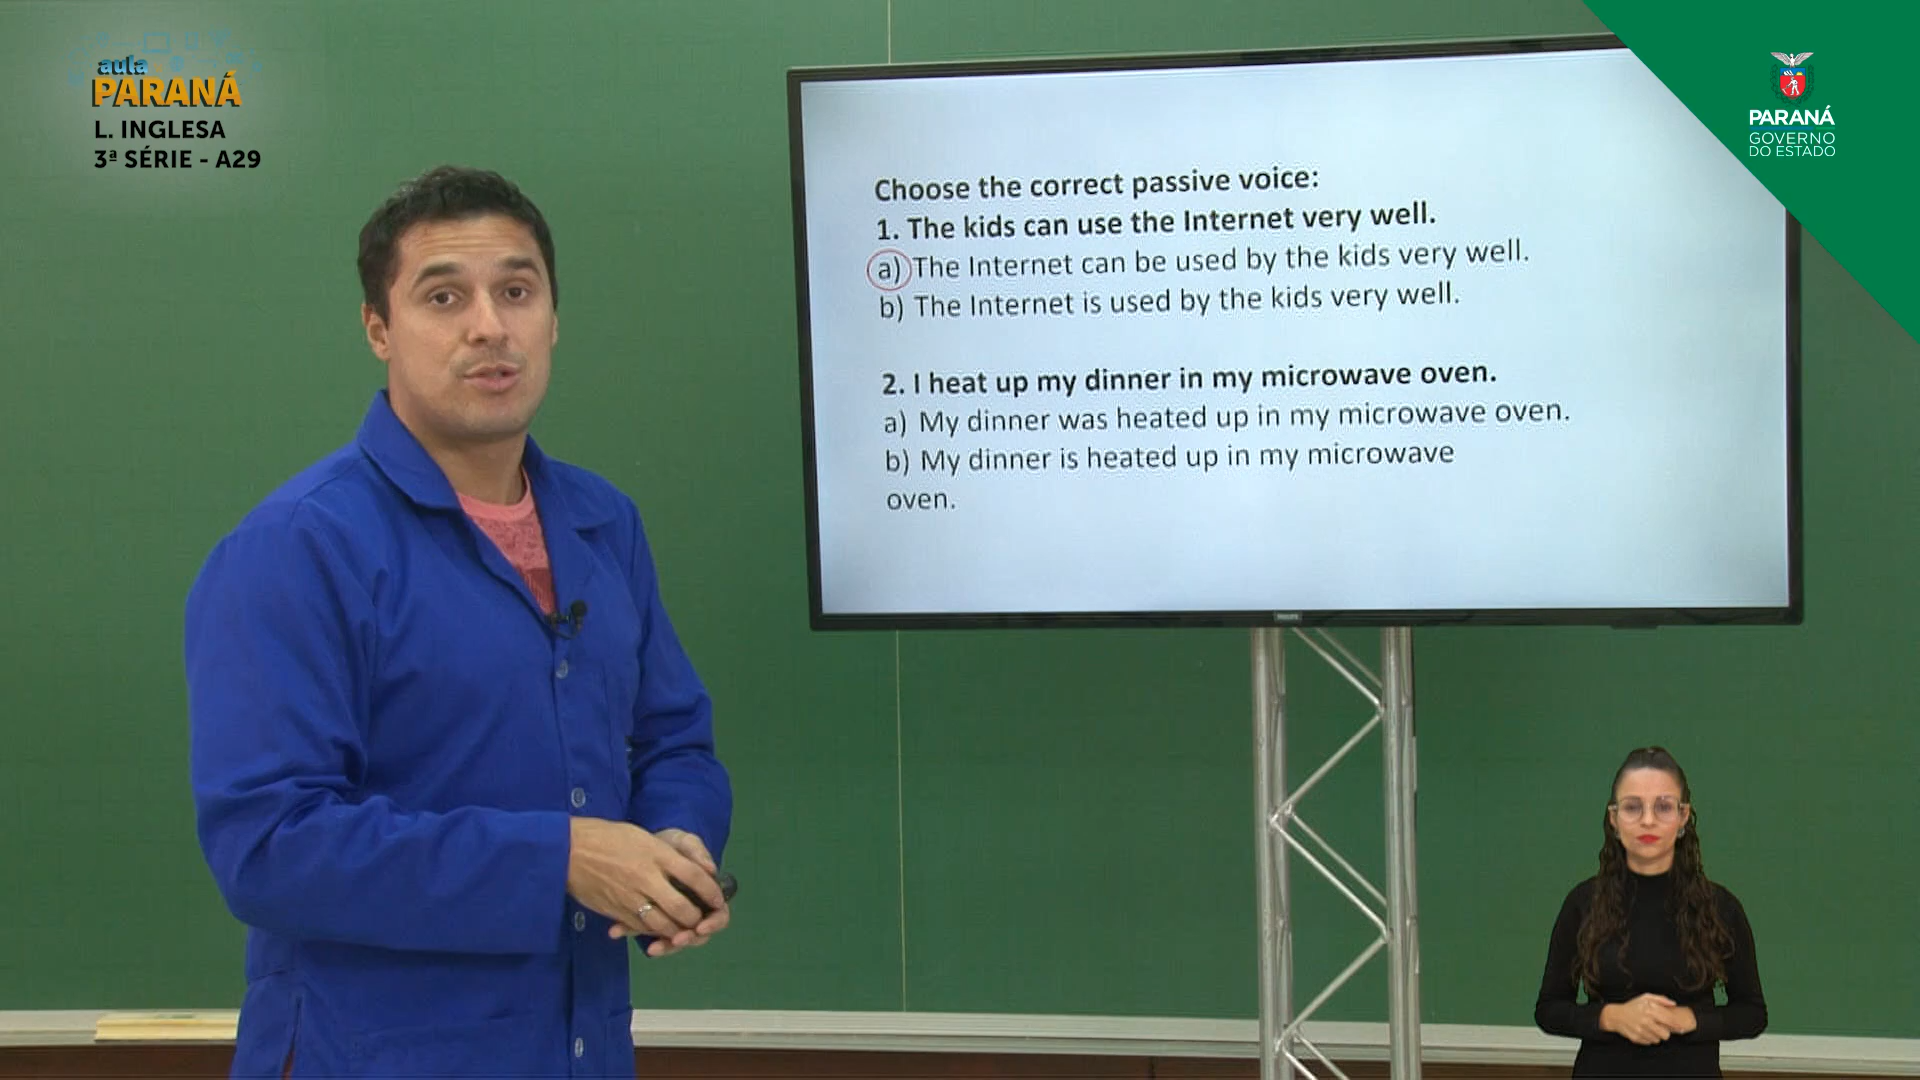 aula
PARANÁ
L. INGLESA
3ª SÉRIE - A29
PARANÁ
GOVERNO
DO ESTADO
Choose the correct passive voice:
1. The kids can use the Internet very well.
a) The Internet can be used by the kids very well.
b) The Internet is used by the kids very well.
2. I heat up my dinner in my microwave oven.
a) My dinner was heated up in my microwave oven.
b) My dinner is heated up in my microwave
oven.
PHILIPS